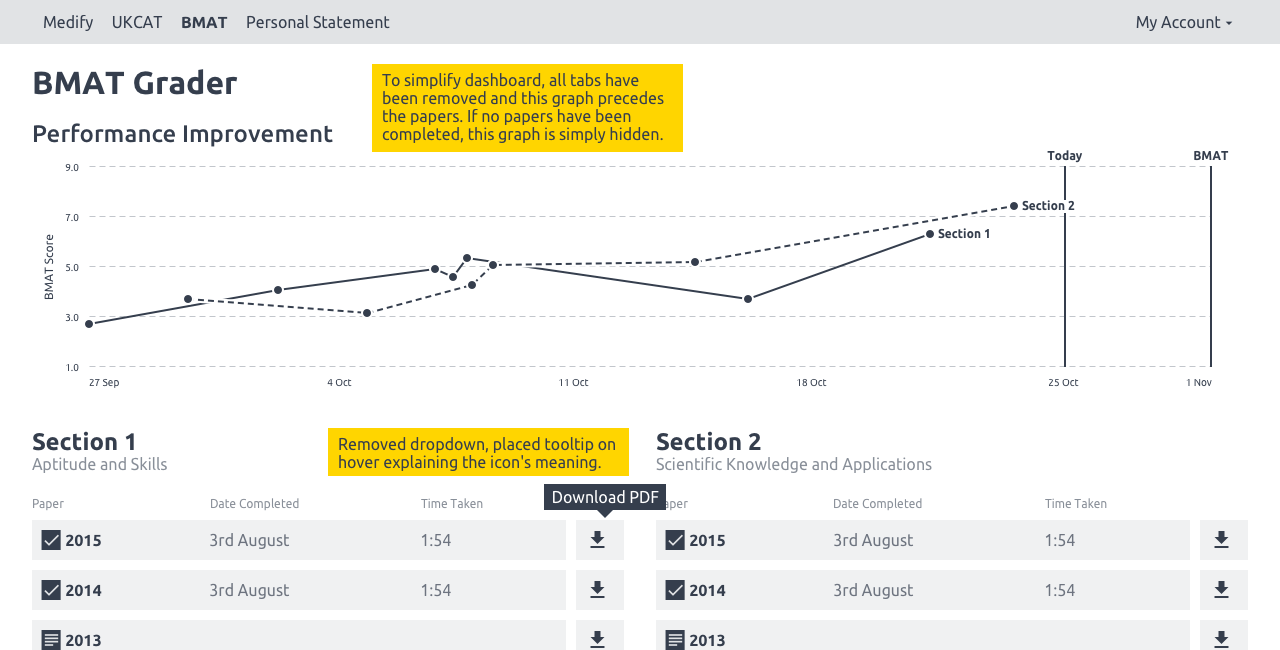 Medify UKCAT BMAT Personal Statement My Account
BMAT Grader
To simplify dashboard, all tabs have
been removed and this graph precedes
the papers. If no papers have been
completed, this graph is simply hidden.
Performance Improvement
Today BMAT
9.0
7.0
5.0
3.0
1.0
BMAT Score
Section 2
Section 1
27 Sep 4 Oct 11 Oct 18 Oct 25 Oct 1 Nov
Section 1
Aptitude and Skills
Removed dropdown, placed tooltip on
hover explaining the icon's meaning.
Download PDF
Paper Date Completed Time Taken
2015 3rd August 1:54
2014 3rd August 1:54
2013
Section 2
Scientific Knowledge and Applications
aper Date Completed Time Taken
2015 3rd August 1:54
2014 3rd August 1:54
2013